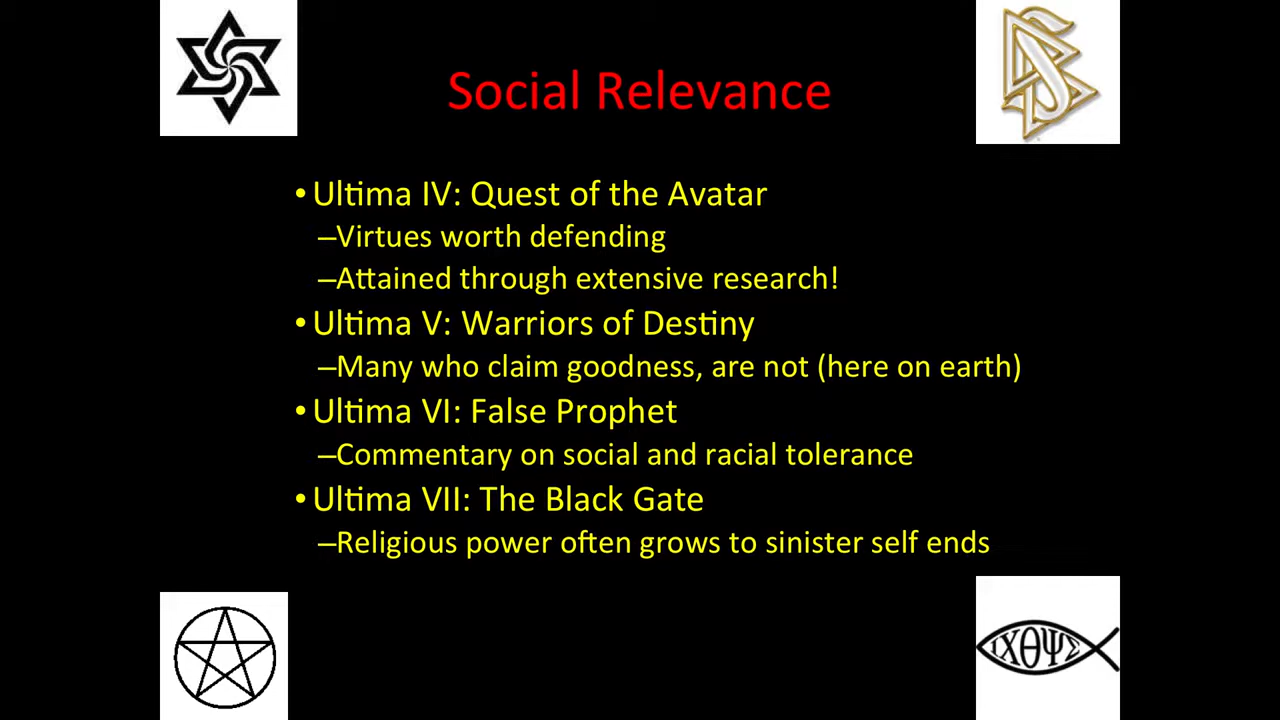 Social Relevance
• Ultima IV: Quest of the Avatar
–Virtues worth defending
–Attained through extensive research!
• Ultima V: Warriors of Destiny
–Many who claim goodness, are not (here on earth)
• Ultima VI: False Prophet
–Commentary on social and racial tolerance
• Ultima VII: The Black Gate
–Religious power often grows to sinister self ends
ΙΧΘΨΣ